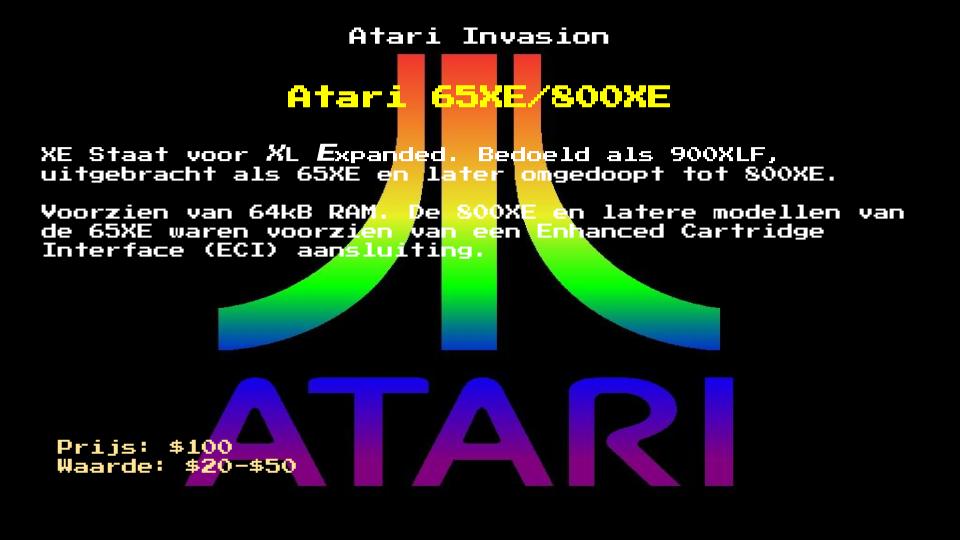 Atari Invasion
Atari 65XE/800XE
XE Staat voor XL Expanded. Bedoeld als 900XLF,
uitgebracht als 65XE en later omgedoopt tot 800XE.
Voorzien van 64kB RAM. De 800XE en latere modellen van
de 65XE waren voorzien van een Enhanced Cartridge
Interface (ECI) aansluiting.
ATARI
Prijs: $100
Waarde: $20-$50